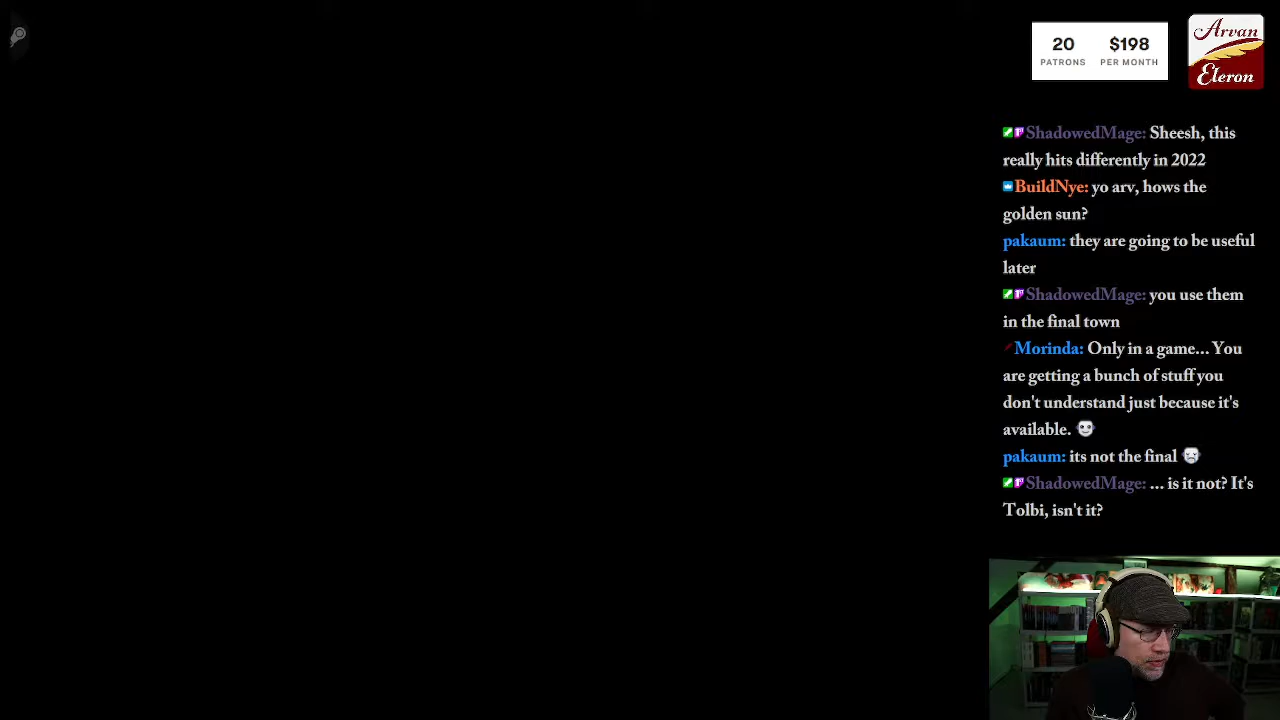 20
PATRONS
$198
PER MONTH
Arvan
Eleron
ShadowedMage: Sheesh, this
really hits differently in 2022
BuildNye: yo arv, hows the
golden sun?
pakaum: they are going to be useful
later
ShadowedMage: you use them
in the final town
Morinda: Only in a game... You
are getting a bunch of stuff you
don't understand just because it's
available.
pakaum: its not the final
ShadowedMage: ... is it not? It's
Tolbi, isn't it?